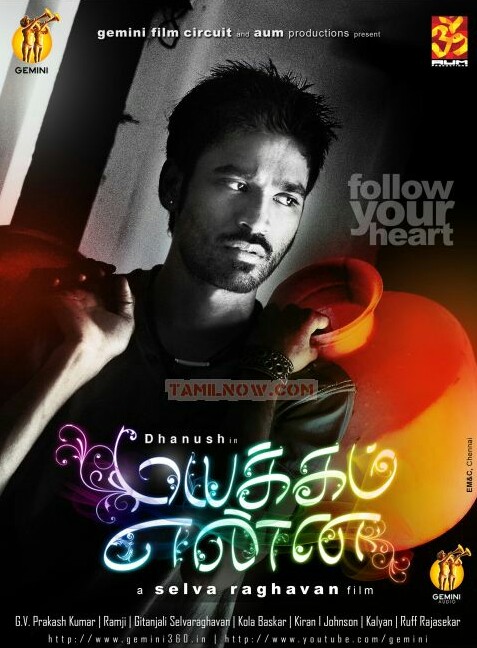 gemini film circuit and aum productions present
GEMINI
ॐ
AUM
PRODUCTIONS
follow
your
heart
TAMILNOW.COM
Dhanush in
மயக்கம்
என்ன
a selva raghavan film
EM&C, Chennai
GEMINI
AUDIO
G.V. Prakash Kumar | Ramji | Gitanjali Selvaraghavan | Kola Baskar | Kiran I Johnson | Kalyan | Ruff Rajasekar
http://www.gemini360.in | http://www.youtube.com/gemini